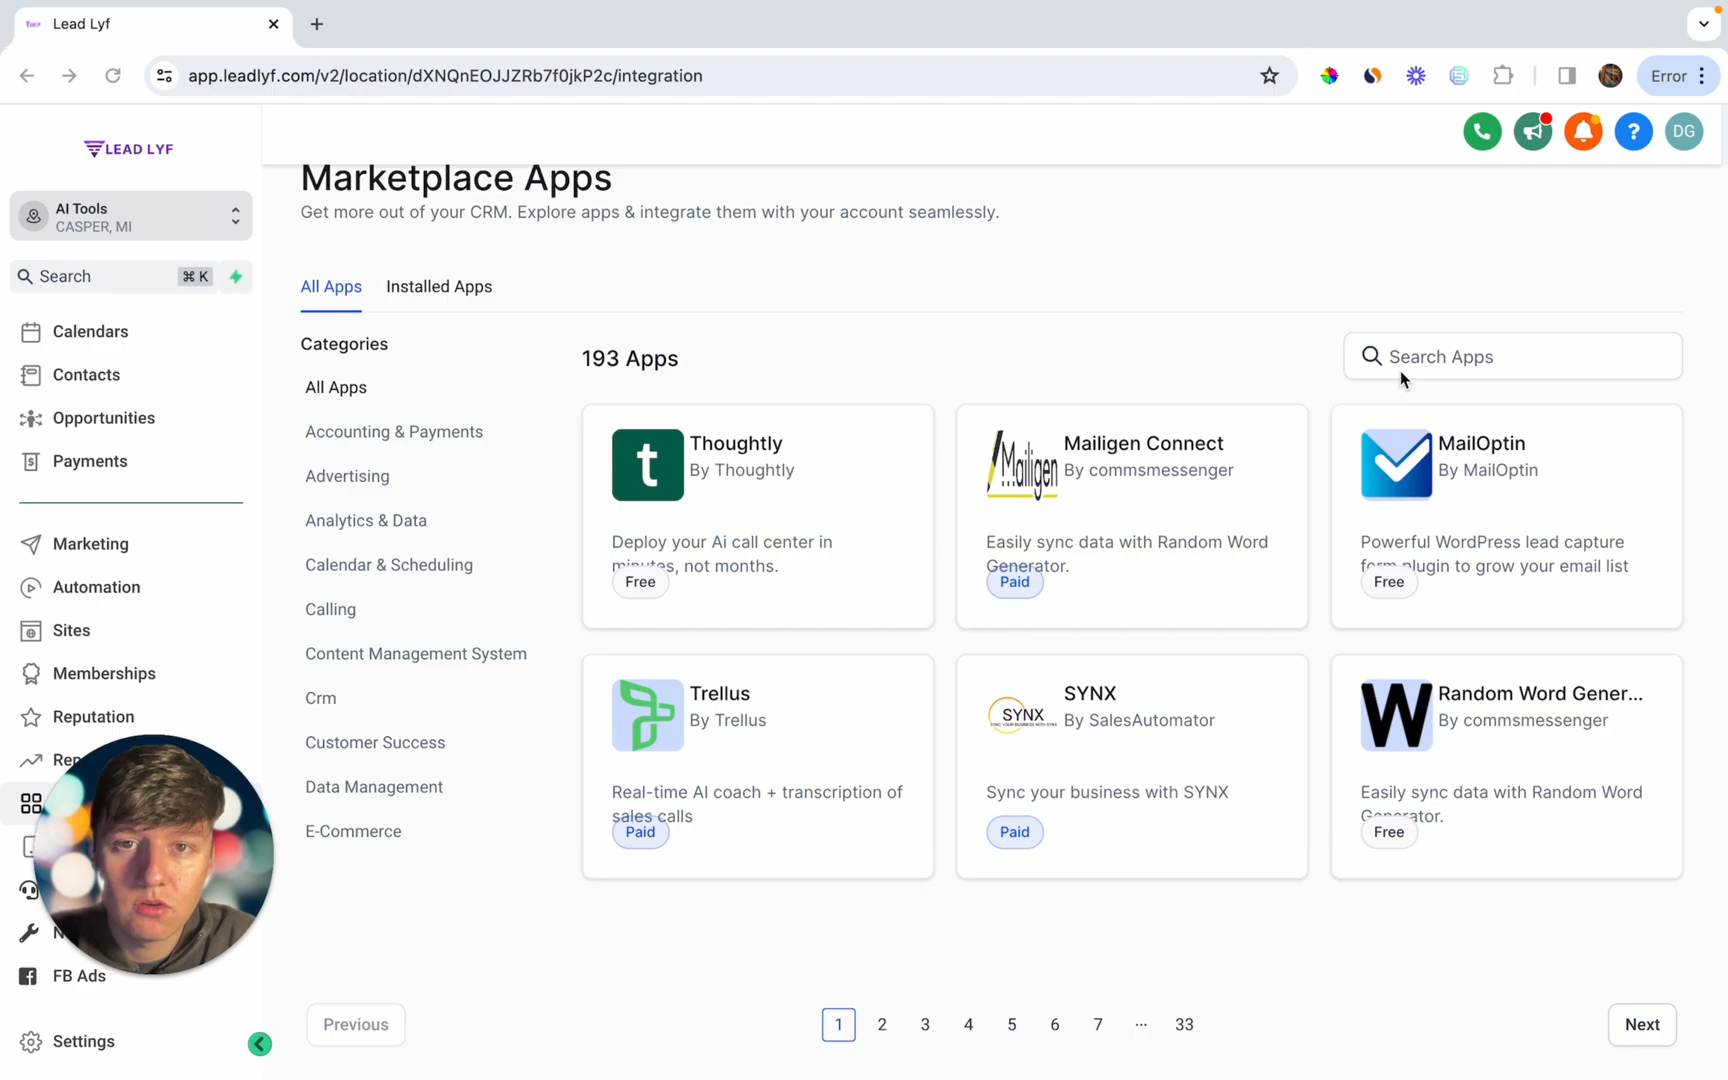 Lead Lyf
app.leadlyf.com/v2/location/dXNQnEOJJZRb7f0jkP2c/integration
Error
LEAD LYF
DG
AI Tools
CASPER, MI
Search
⌘ K
Calendars
Contacts
Opportunities
Payments
Marketing
Automation
Sites
Memberships
Reputation
FB Ads
Settings
Marketplace Apps
Get more out of your CRM. Explore apps & integrate them with your account seamlessly.
All Apps
Installed Apps
Categories
All Apps
Accounting & Payments
Advertising
Analytics & Data
Calendar & Scheduling
Calling
Content Management System
Crm
Customer Success
Data Management
E-Commerce
193 Apps
Search Apps
t
Thoughtly
By Thoughtly
Deploy your Ai call center in
minutes, not months.
Free
Mailigen
Mailigen Connect
By commsmessenger
Easily sync data with Random Word
Generator.
Paid
MailOptin
By MailOptin
Powerful WordPress lead capture
form plugin to grow your email list
Free
Trellus
By Trellus
Real-time AI coach + transcription of
sales calls
Paid
SYNX
SYNX
By SalesAutomator
Sync your business with SYNX
Paid
W
Random Word Gener...
By commsmessenger
Easily sync data with Random Word
Generator.
Free
Previous
1
2
3
4
5
6
7
...
33
Next